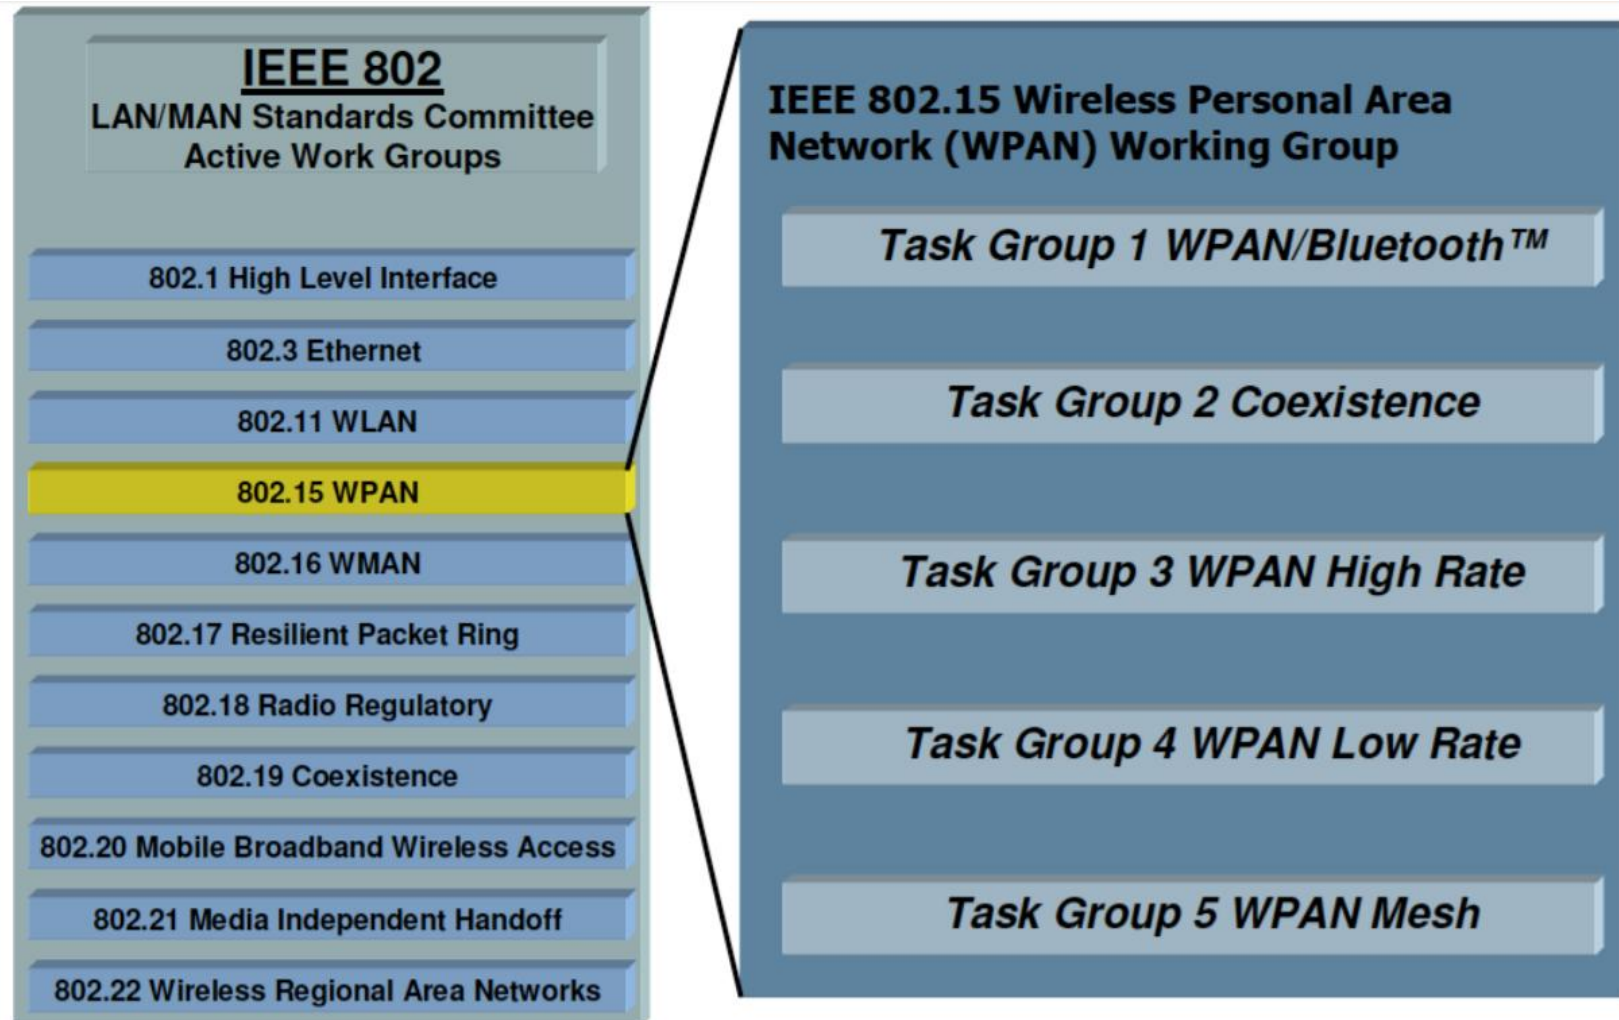 IEEE 802
LAN/MAN Standards Committee
Active Work Groups
802.1 High Level Interface
802.3 Ethernet
802.11 WLAN
802.15 WPAN
802.16 WMAN
802.17 Resilient Packet Ring
802.18 Radio Regulatory
802.19 Coexistence
802.20 Mobile Broadband Wireless Access
802.21 Media Independent Handoff
802.22 Wireless Regional Area Networks
IEEE 802.15 Wireless Personal Area
Network (WPAN) Working Group
Task Group 1 WPAN/Bluetooth™
Task Group 2 Coexistence
Task Group 3 WPAN High Rate
Task Group 4 WPAN Low Rate
Task Group 5 WPAN Mesh